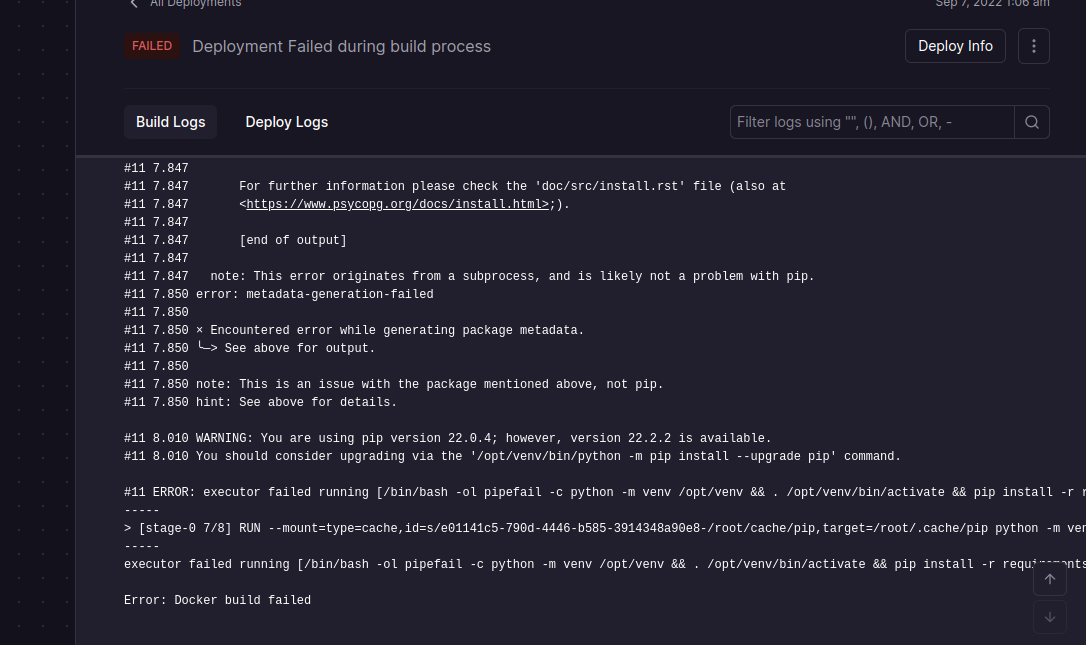 All Deployments
Sep 7, 2022 1:06 am
FAILED
Deployment Failed during build process
Deploy Info
Build Logs
Deploy Logs
Filter logs using "", (), AND, OR, -
#11 7.847
#11 7.847       For further information please check the 'doc/src/install.rst' file (also at
#11 7.847       <https://www.psycopg.org/docs/install.html>;).
#11 7.847
#11 7.847       [end of output]
#11 7.847
#11 7.847   note: This error originates from a subprocess, and is likely not a problem with pip.
#11 7.850 error: metadata-generation-failed
#11 7.850
#11 7.850 × Encountered error while generating package metadata.
#11 7.850 ╰─> See above for output.
#11 7.850
#11 7.850 note: This is an issue with the package mentioned above, not pip.
#11 7.850 hint: See above for details.
#11 8.010 WARNING: You are using pip version 22.0.4; however, version 22.2.2 is available.
#11 8.010 You should consider upgrading via the '/opt/venv/bin/python -m pip install --upgrade pip' command.
#11 ERROR: executor failed running [/bin/bash -ol pipefail -c python -m venv /opt/venv && . /opt/venv/bin/activate && pip install -r
-----
> [stage-0 7/8] RUN --mount=type=cache,id=s/e01141c5-790d-4446-b585-3914348a90e8-/root/cache/pip,target=/root/.cache/pip python -m ven
-----
executor failed running [/bin/bash -ol pipefail -c python -m venv /opt/venv && . /opt/venv/bin/activate && pip install -r requirements
Error: Docker build failed